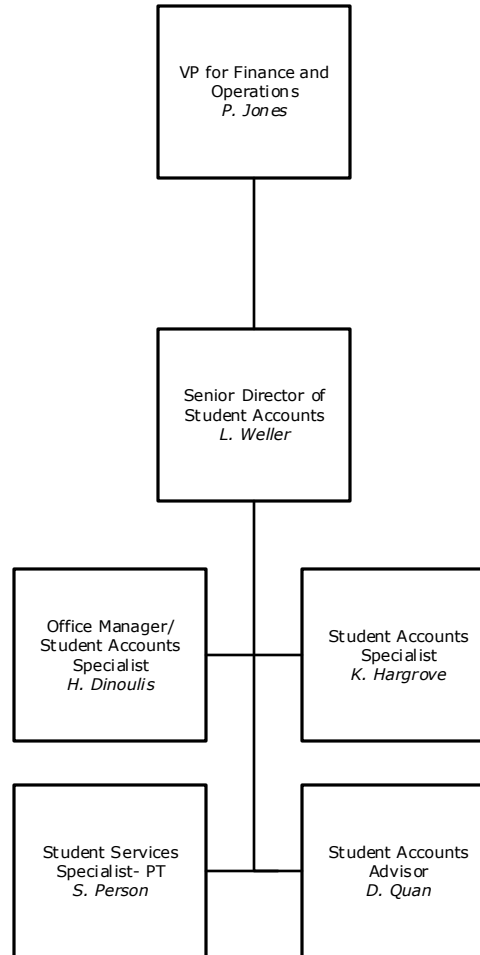 VP for Finance and
Operations
P. Jones
Senior Director of
Student Accounts
L. Weller
Office Manager/
Student Accounts
Specialist
H. Dinoulis
Student Accounts
Specialist
K. Hargrove
Student Services
Specialist- PT
S. Person
Student Accounts
Advisor
D. Quan